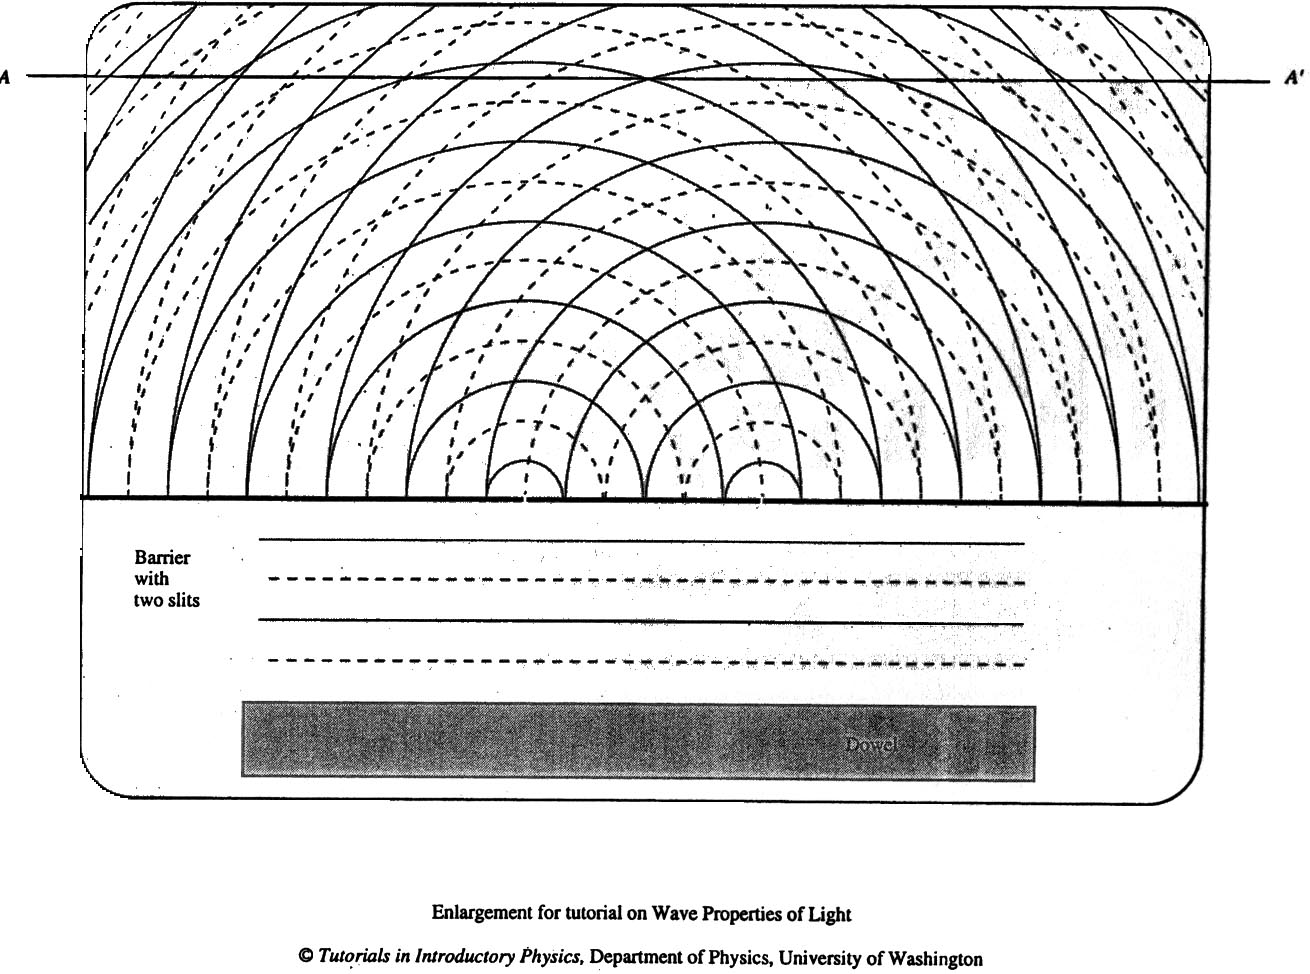 A
A'
Barrier
with
two slits
Dowel
Enlargement for tutorial on Wave Properties of Light
© Tutorials in Introductory Physics, Department of Physics, University of Washington